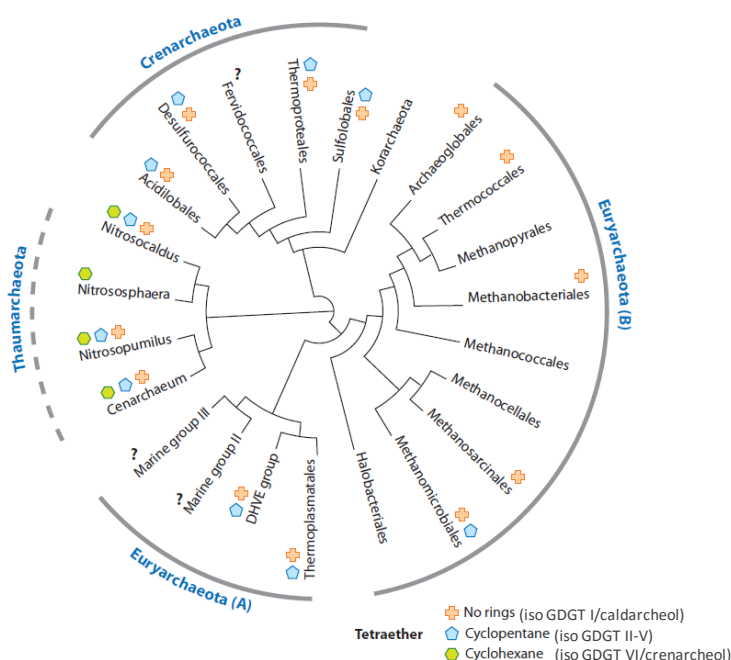 Crenarchaeota
?
Fervidococcales
Thermoproteales
Sulfolobales
Korarchaeota
Desulfurococcales
Acidilobales
Thaumarchaeota
Nitrosocaldus
Nitrososphaera
Nitrosopumilus
Cenarchaeum
Euryarchaeota (B)
Archaeoglobales
Thermococcales
Methanopyrales
Methanobacteriales
Methanococcales
Methanocellales
Methanosarcinales
Methanomicrobiales
Halobacteriales
Euryarchaeota (A)
?
Marine group III
?
Marine group II
DHVE group
Thermoplasmatales
Tetraether
No rings (iso GDGT I/caldarcheol)
Cyclopentane (iso GDGT II-V)
Cyclohexane (iso GDGT VI/crenarcheol)